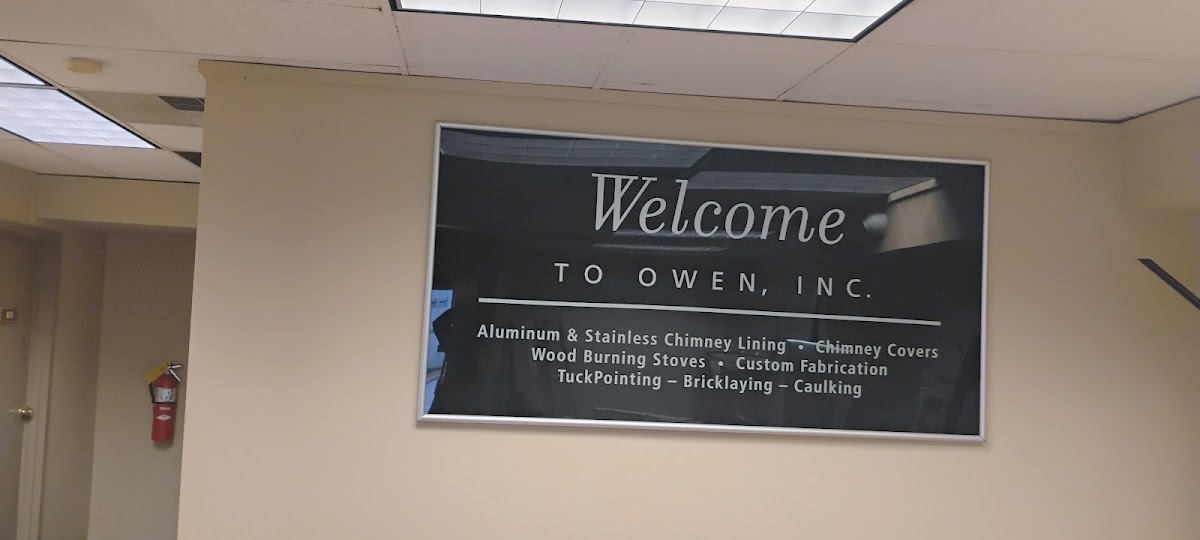 Welcome
TO OWEN, INC.
Aluminum & Stainless Chimney Lining • Chimney Covers
Wood Burning Stoves • Custom Fabrication
TuckPointing – Bricklaying – Caulking